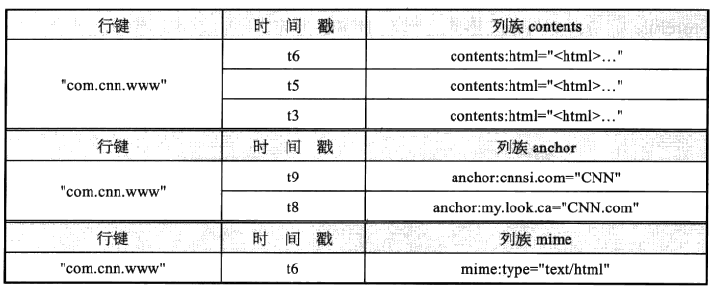 行键 时间戳 列族 contents
"com.cnn.www" t6 contents:html="<html>…"
t5 contents:html="<html>…"
t3 contents:html="<html>…"
行键 时间戳 列族 anchor
"com.cnn.www" t9 anchor:cnnsi.com="CNN"
t8 anchor:my.look.ca="CNN.com"
行键 时间戳 列族 mime
"com.cnn.www" t6 mime:type="text/html"